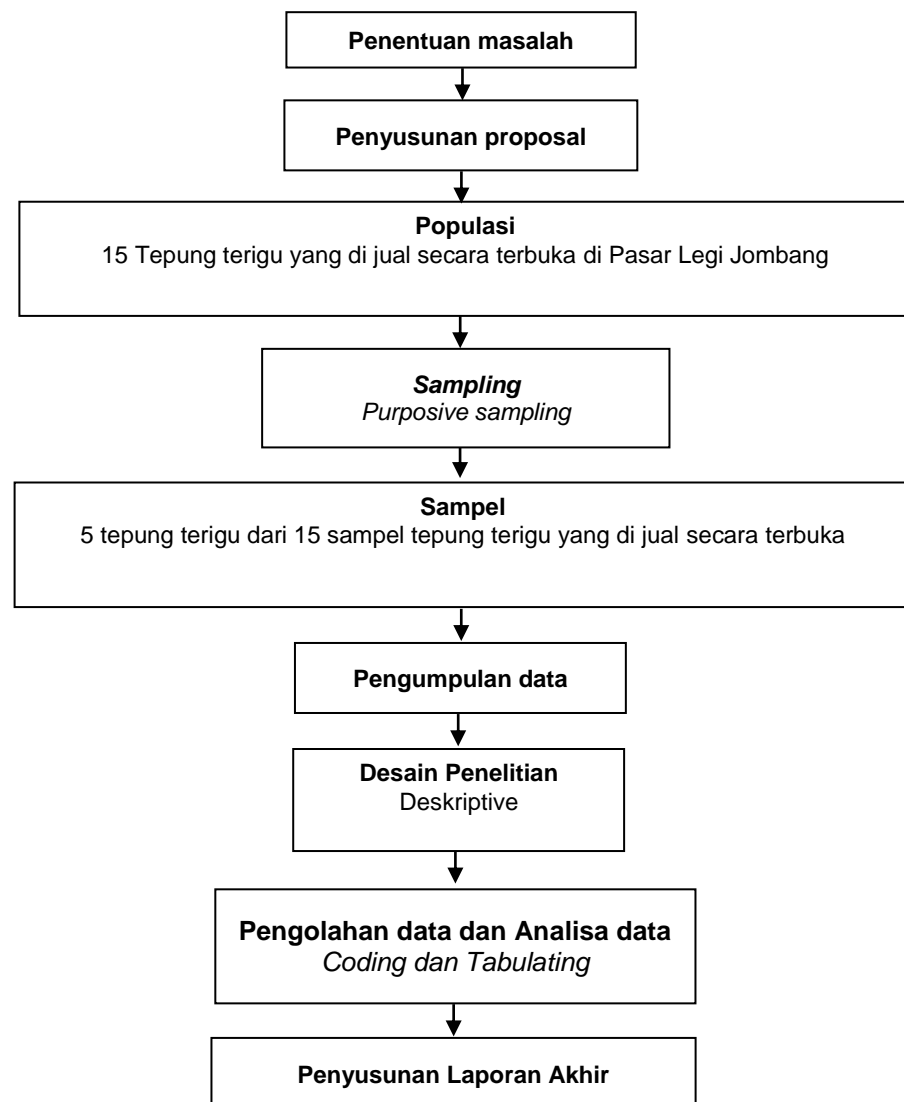 Penentuan masalah
Penyusunan proposal
Populasi
15 Tepung terigu yang di jual secara terbuka di Pasar Legi Jombang
Sampling
Purposive sampling
Sampel
5 tepung terigu dari 15 sampel tepung terigu yang di jual secara terbuka
Pengumpulan data
Desain Penelitian
Deskriptive
Pengolahan data dan Analisa data
Coding dan Tabulating
Penyusunan Laporan Akhir